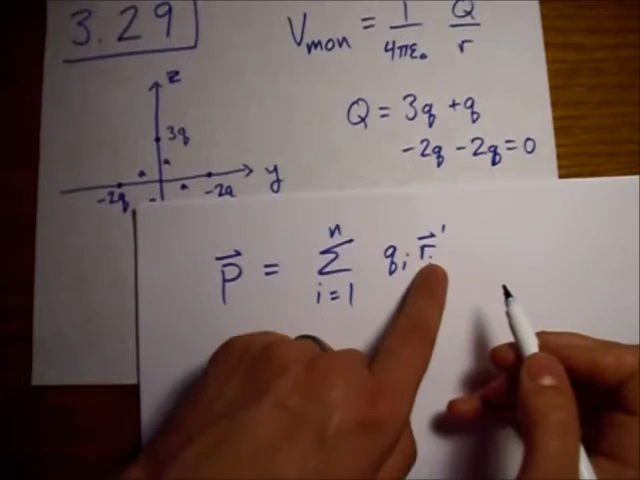 3.29
V_mon = 1/4πε₀ Q/r
z
3q
a
a
a
y
-2q
-2q
Q = 3q + q
-2q - 2q = 0
p⃗ = Σ_{i=1}^{n} q_i r⃗_i'